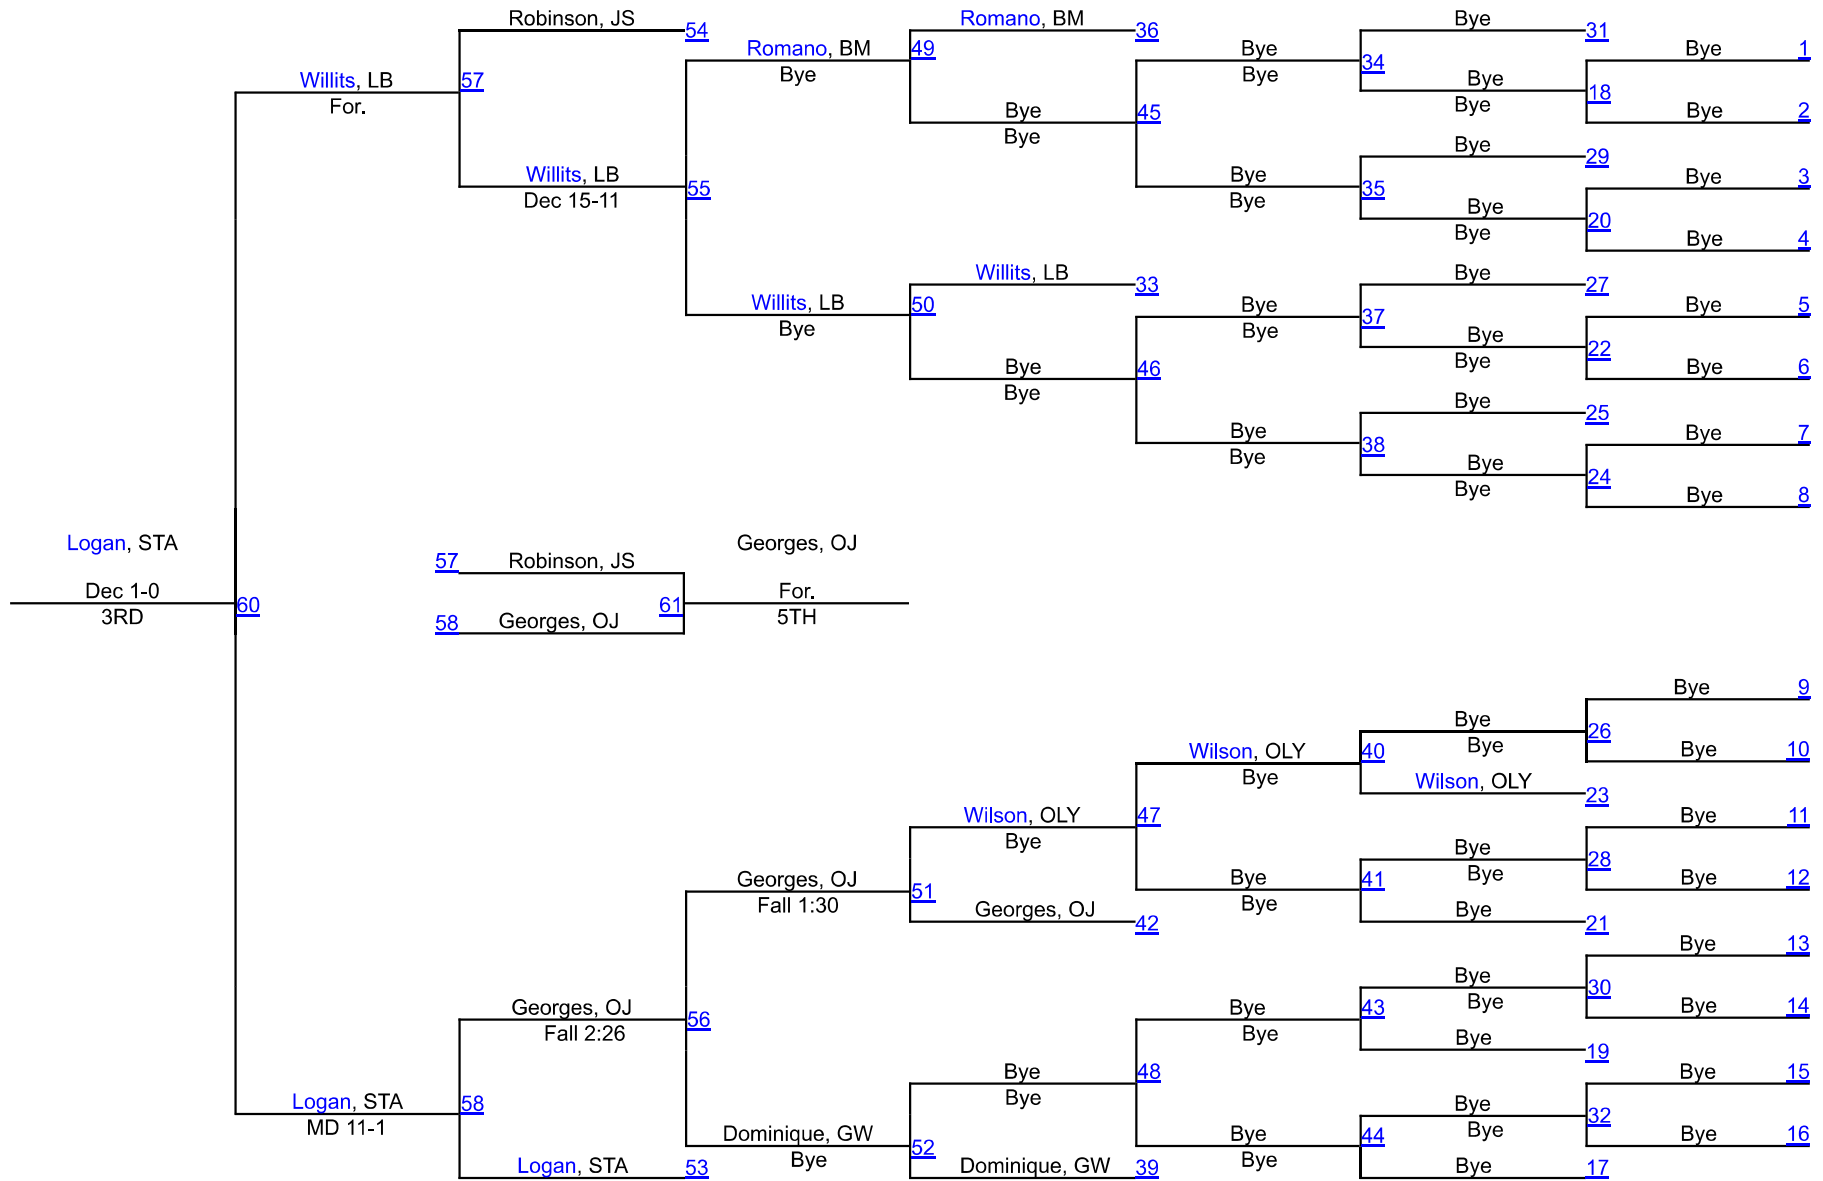 Robinson, JS
54
Romano, BM
36
Bye
31
Romano, BM
49
Bye
Bye
1
Bye
Bye
34
Willits, LB
57
Bye
18
For.
Bye
Bye
45
Bye
2
Bye
Bye
29
Willits, LB
55
Bye
35
Bye
3
Dec 15-11
Bye
Bye
20
Bye
Bye
4
Willits, LB
33
Bye
27
Willits, LB
50
Bye
37
Bye
5
Bye
Bye
Bye
22
Bye
46
Bye
6
Bye
Bye
25
Bye
38
Bye
7
Bye
Bye
24
Bye
Bye
8
Logan, STA
Georges, OJ
57
Robinson, JS
Dec 1-0
60
61
For.
3RD
58
Georges, OJ
5TH
Bye
9
Bye
26
Wilson, OLY
40
Bye
Bye
10
Bye
Wilson, OLY
23
Wilson, OLY
47
Bye
11
Bye
Bye
28
Georges, OJ
51
Bye
41
Bye
Bye
12
Fall 1:30
Georges, OJ
42
Bye
Bye
21
Bye
13
Bye
30
Georges, OJ
56
Bye
43
Bye
Bye
14
Fall 2:26
Bye
Bye
19
Bye
48
Bye
15
Logan, STA
58
Bye
Bye
32
MD 11-1
Dominique, GW
52
Bye
44
Bye
Bye
16
Bye
Bye
Logan, STA
53
Dominique, GW
39
Bye
17